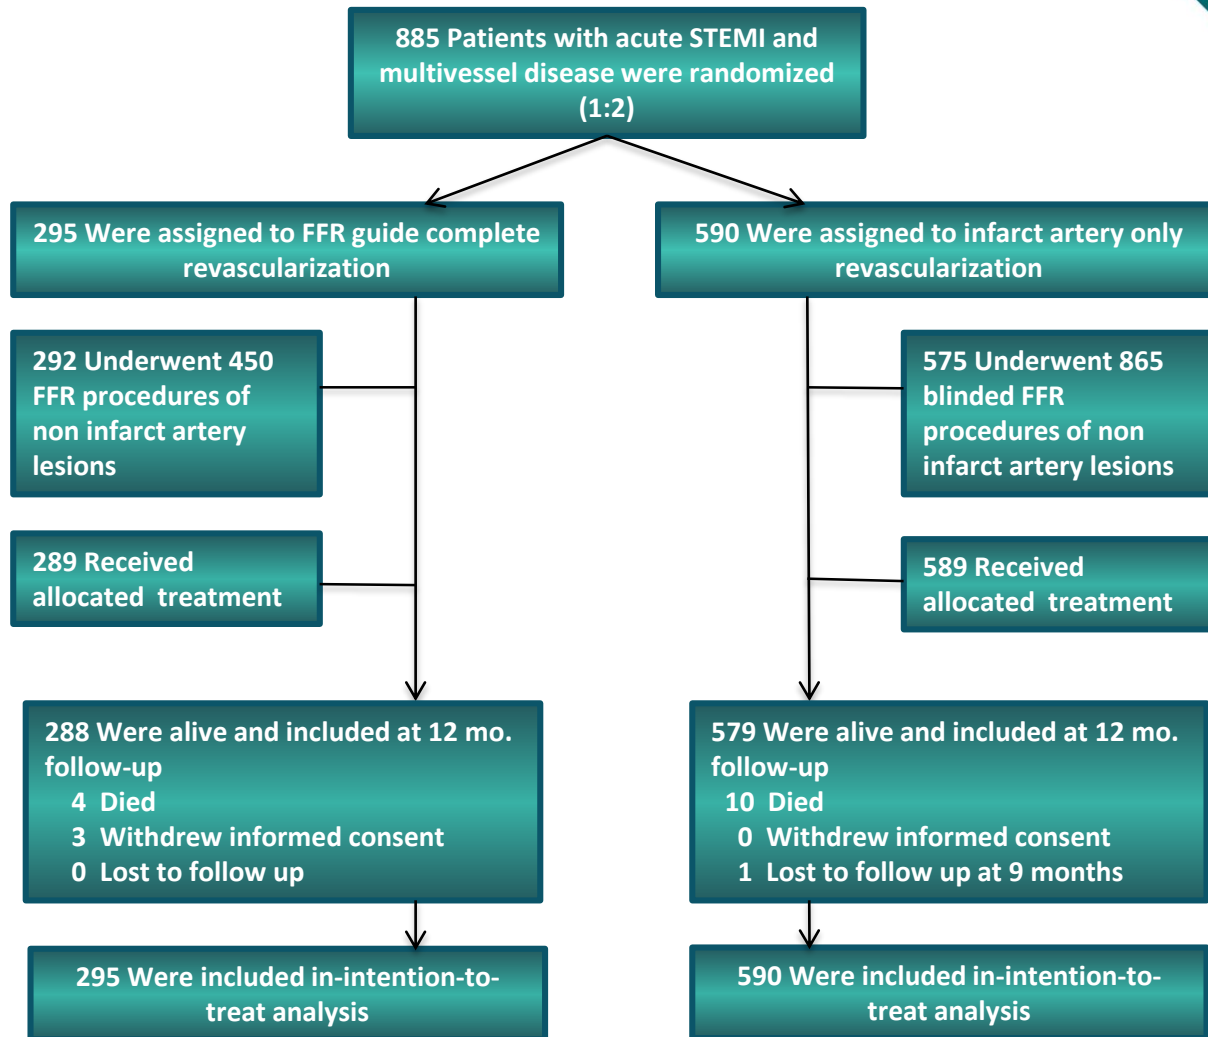 885 Patients with acute STEMI and
multivessel disease were randomized
(1:2)
295 Were assigned to FFR guide complete
revascularization
590 Were assigned to infarct artery only
revascularization
292 Underwent 450
FFR procedures of
non infarct artery
lesions
575 Underwent 865
blinded FFR
procedures of non
infarct artery lesions
289 Received
allocated treatment
589 Received
allocated treatment
288 Were alive and included at 12 mo.
follow-up
4 Died
3 Withdrew informed consent
0 Lost to follow up
579 Were alive and included at 12 mo.
follow-up
10 Died
0 Withdrew informed consent
1 Lost to follow up at 9 months
295 Were included in-intention-to-
treat analysis
590 Were included in-intention-to-
treat analysis